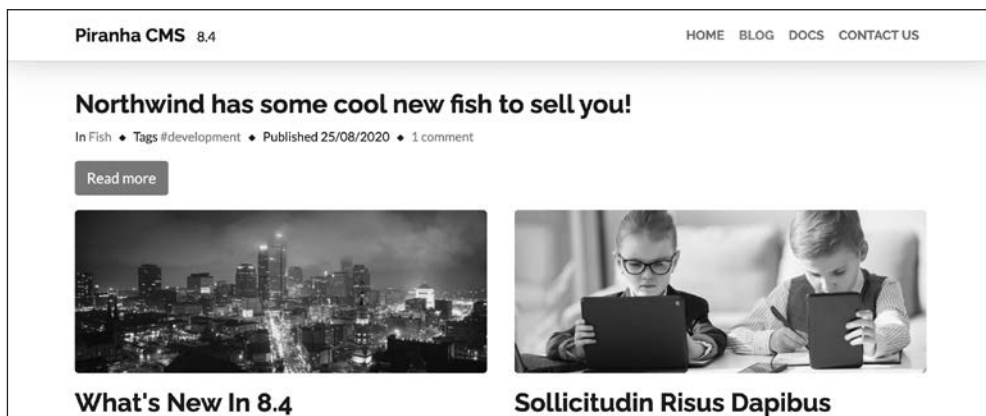 Piranha CMS 8.4
HOME BLOG DOCS CONTACT US
Northwind has some cool new fish to sell you!
In Fish ◆ Tags #development ◆ Published 25/08/2020 ◆ 1 comment
Read more
What's New In 8.4
Sollicitudin Risus Dapibus